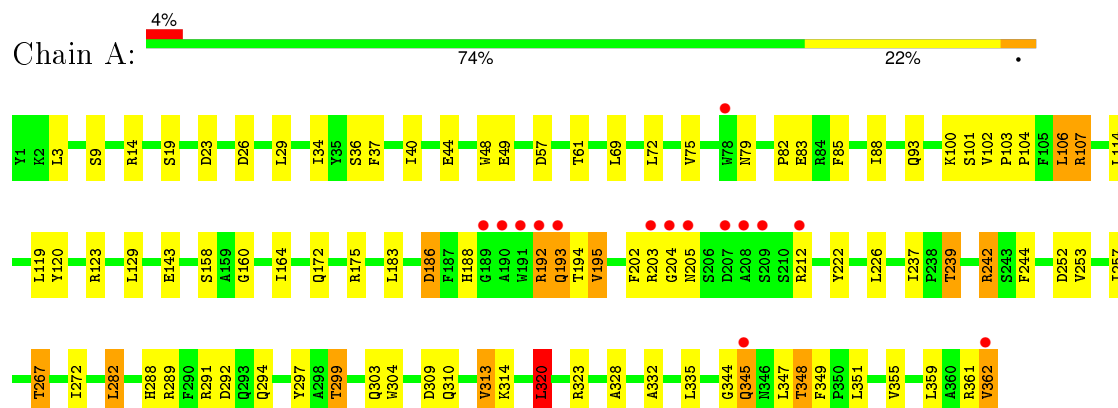 4%
Chain A:
74% 22% •
Y1 K2 L3 S9 R14 S19 D23 D26 L29 I34 Y35 S36 F37 I40 E44 W48 E49 D57 T61 L69 L72 V75 W78 N79 P82 E83 R84 F85 I88 Q93 K100 S101 V102 P103 P104 F105 L106 R107
L119 Y120 R123 L129 E143 S158 A159 G160 I164 Q172 R175 L183 D186 F187 H188 G189 A190 W191 R192 Q193 T194 V195 F202 R203 G204 N205 S206 D207 A208 S209 S210 R212 Y222 L226 I237 P238 T239 R242 S243 F244 D252 V253
T267 I272 L282 H288 R289 F290 R291 D292 Q293 Q294 Y297 A298 T299 Q303 W304 D309 Q310 V313 K314 L320 R323 A328 A332 L335 G344 Q345 N346 L347 T348 F349 P350 L351 V355 L359 A360 R361 V362